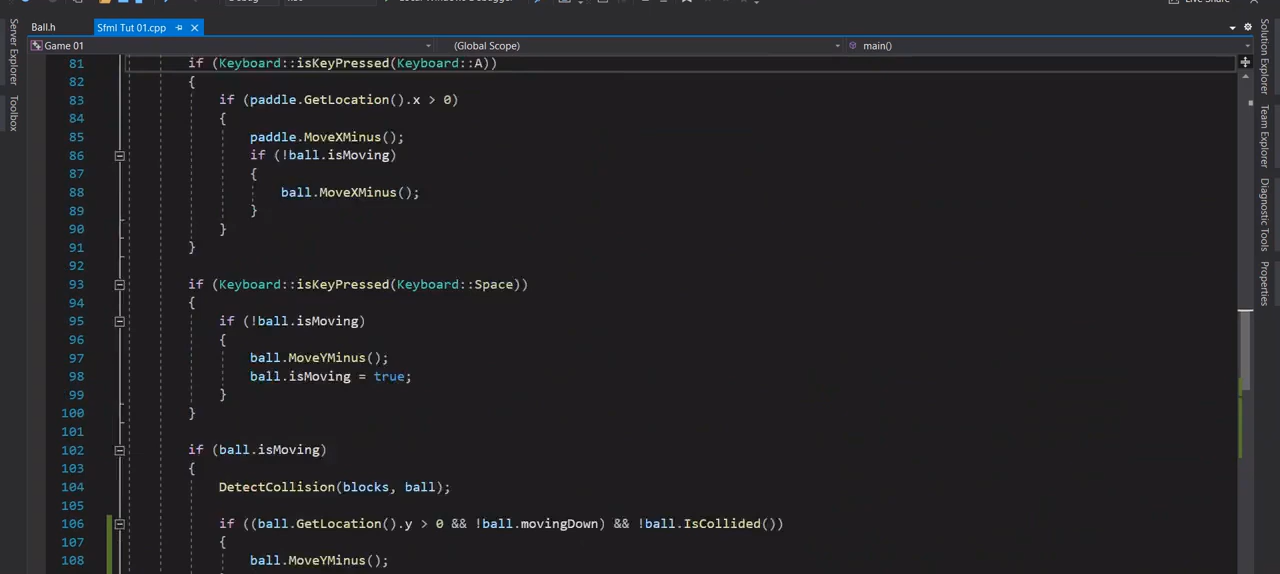 Live Share
Ball.h
Sfml Tut 01.cpp
Game 01
(Global Scope)
main()
81 if (Keyboard::isKeyPressed(Keyboard::A))
82 {
83 if (paddle.GetLocation().x > 0)
84 {
85 paddle.MoveXMinus();
86 if (!ball.isMoving)
87 {
88 ball.MoveXMinus();
89 }
90 }
91 }
92
93 if (Keyboard::isKeyPressed(Keyboard::Space))
94 {
95 if (!ball.isMoving)
96 {
97 ball.MoveYMinus();
98 ball.isMoving = true;
99 }
100 }
101
102 if (ball.isMoving)
103 {
104 DetectCollision(blocks, ball);
105
106 if ((ball.GetLocation().y > 0 && !ball.movingDown) && !ball.IsCollided())
107 {
108 ball.MoveYMinus();
Server Explorer
Toolbox
Solution Explorer
Team Explorer
Diagnostic Tools
Properties